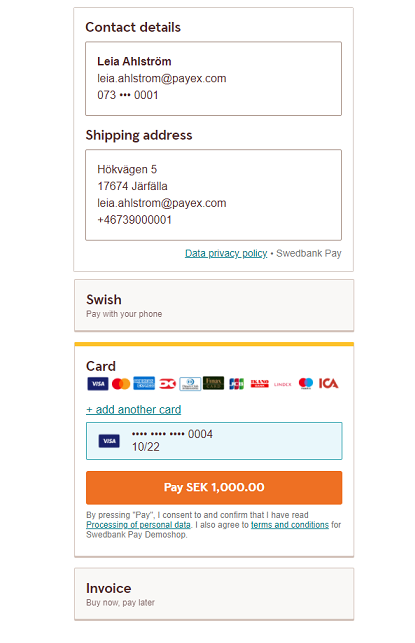 Contact details
Leia Ahlström
leia.ahlstrom@payex.com
073 ••• 0001
Shipping address
Hökvägen 5
17674 Järfälla
leia.ahlstrom@payex.com
+46739000001
Data privacy policy • Swedbank Pay
Swish
Pay with your phone
Card
VISA JCB ICA
+ add another card
VISA •••• •••• •••• 0004
10/22
Pay SEK 1,000.00
By pressing "Pay", I consent to and confirm that I have read
Processing of personal data. I also agree to terms and conditions for
Swedbank Pay Demoshop.
Invoice
Buy now, pay later